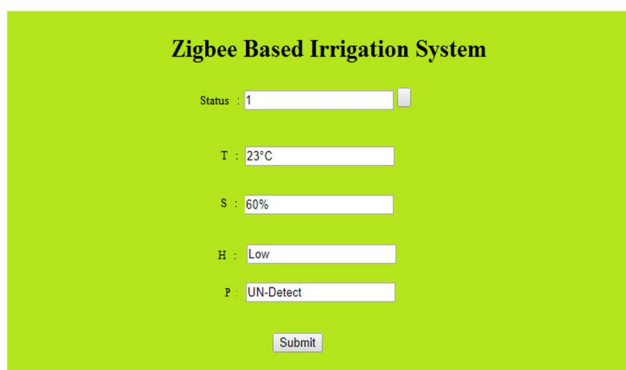 Zigbee Based Irrigation System
Status : 1
T : 23°C
S : 60%
H : Low
P : UN-Detect
Submit